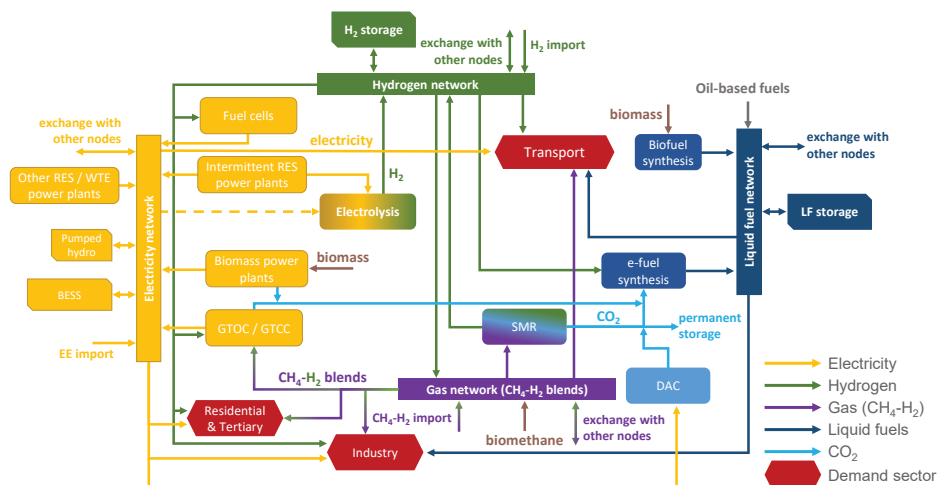 H₂ storage
exchange with
other nodes
H₂ import
Hydrogen network
Oil-based fuels
biomass
Fuel cells
exchange with
other nodes
electricity
Transport
Biofuel
synthesis
exchange with
other nodes
Other RES / WTE
power plants
Intermittent RES
power plants
H₂
Electrolysis
Electricity network
Liquid fuel network
LF storage
Pumped
hydro
Biomass power
plants
biomass
e-fuel
synthesis
BESS
GTOC / GTCC
SMR
CO₂
permanent
storage
EE import
CH₄-H₂ blends
Gas network (CH₄-H₂ blends)
DAC
Residential
& Tertiary
CH₄-H₂ import
biomethane
exchange with
other nodes
Industry
Electricity
Hydrogen
Gas (CH₄-H₂)
Liquid fuels
CO₂
Demand sector